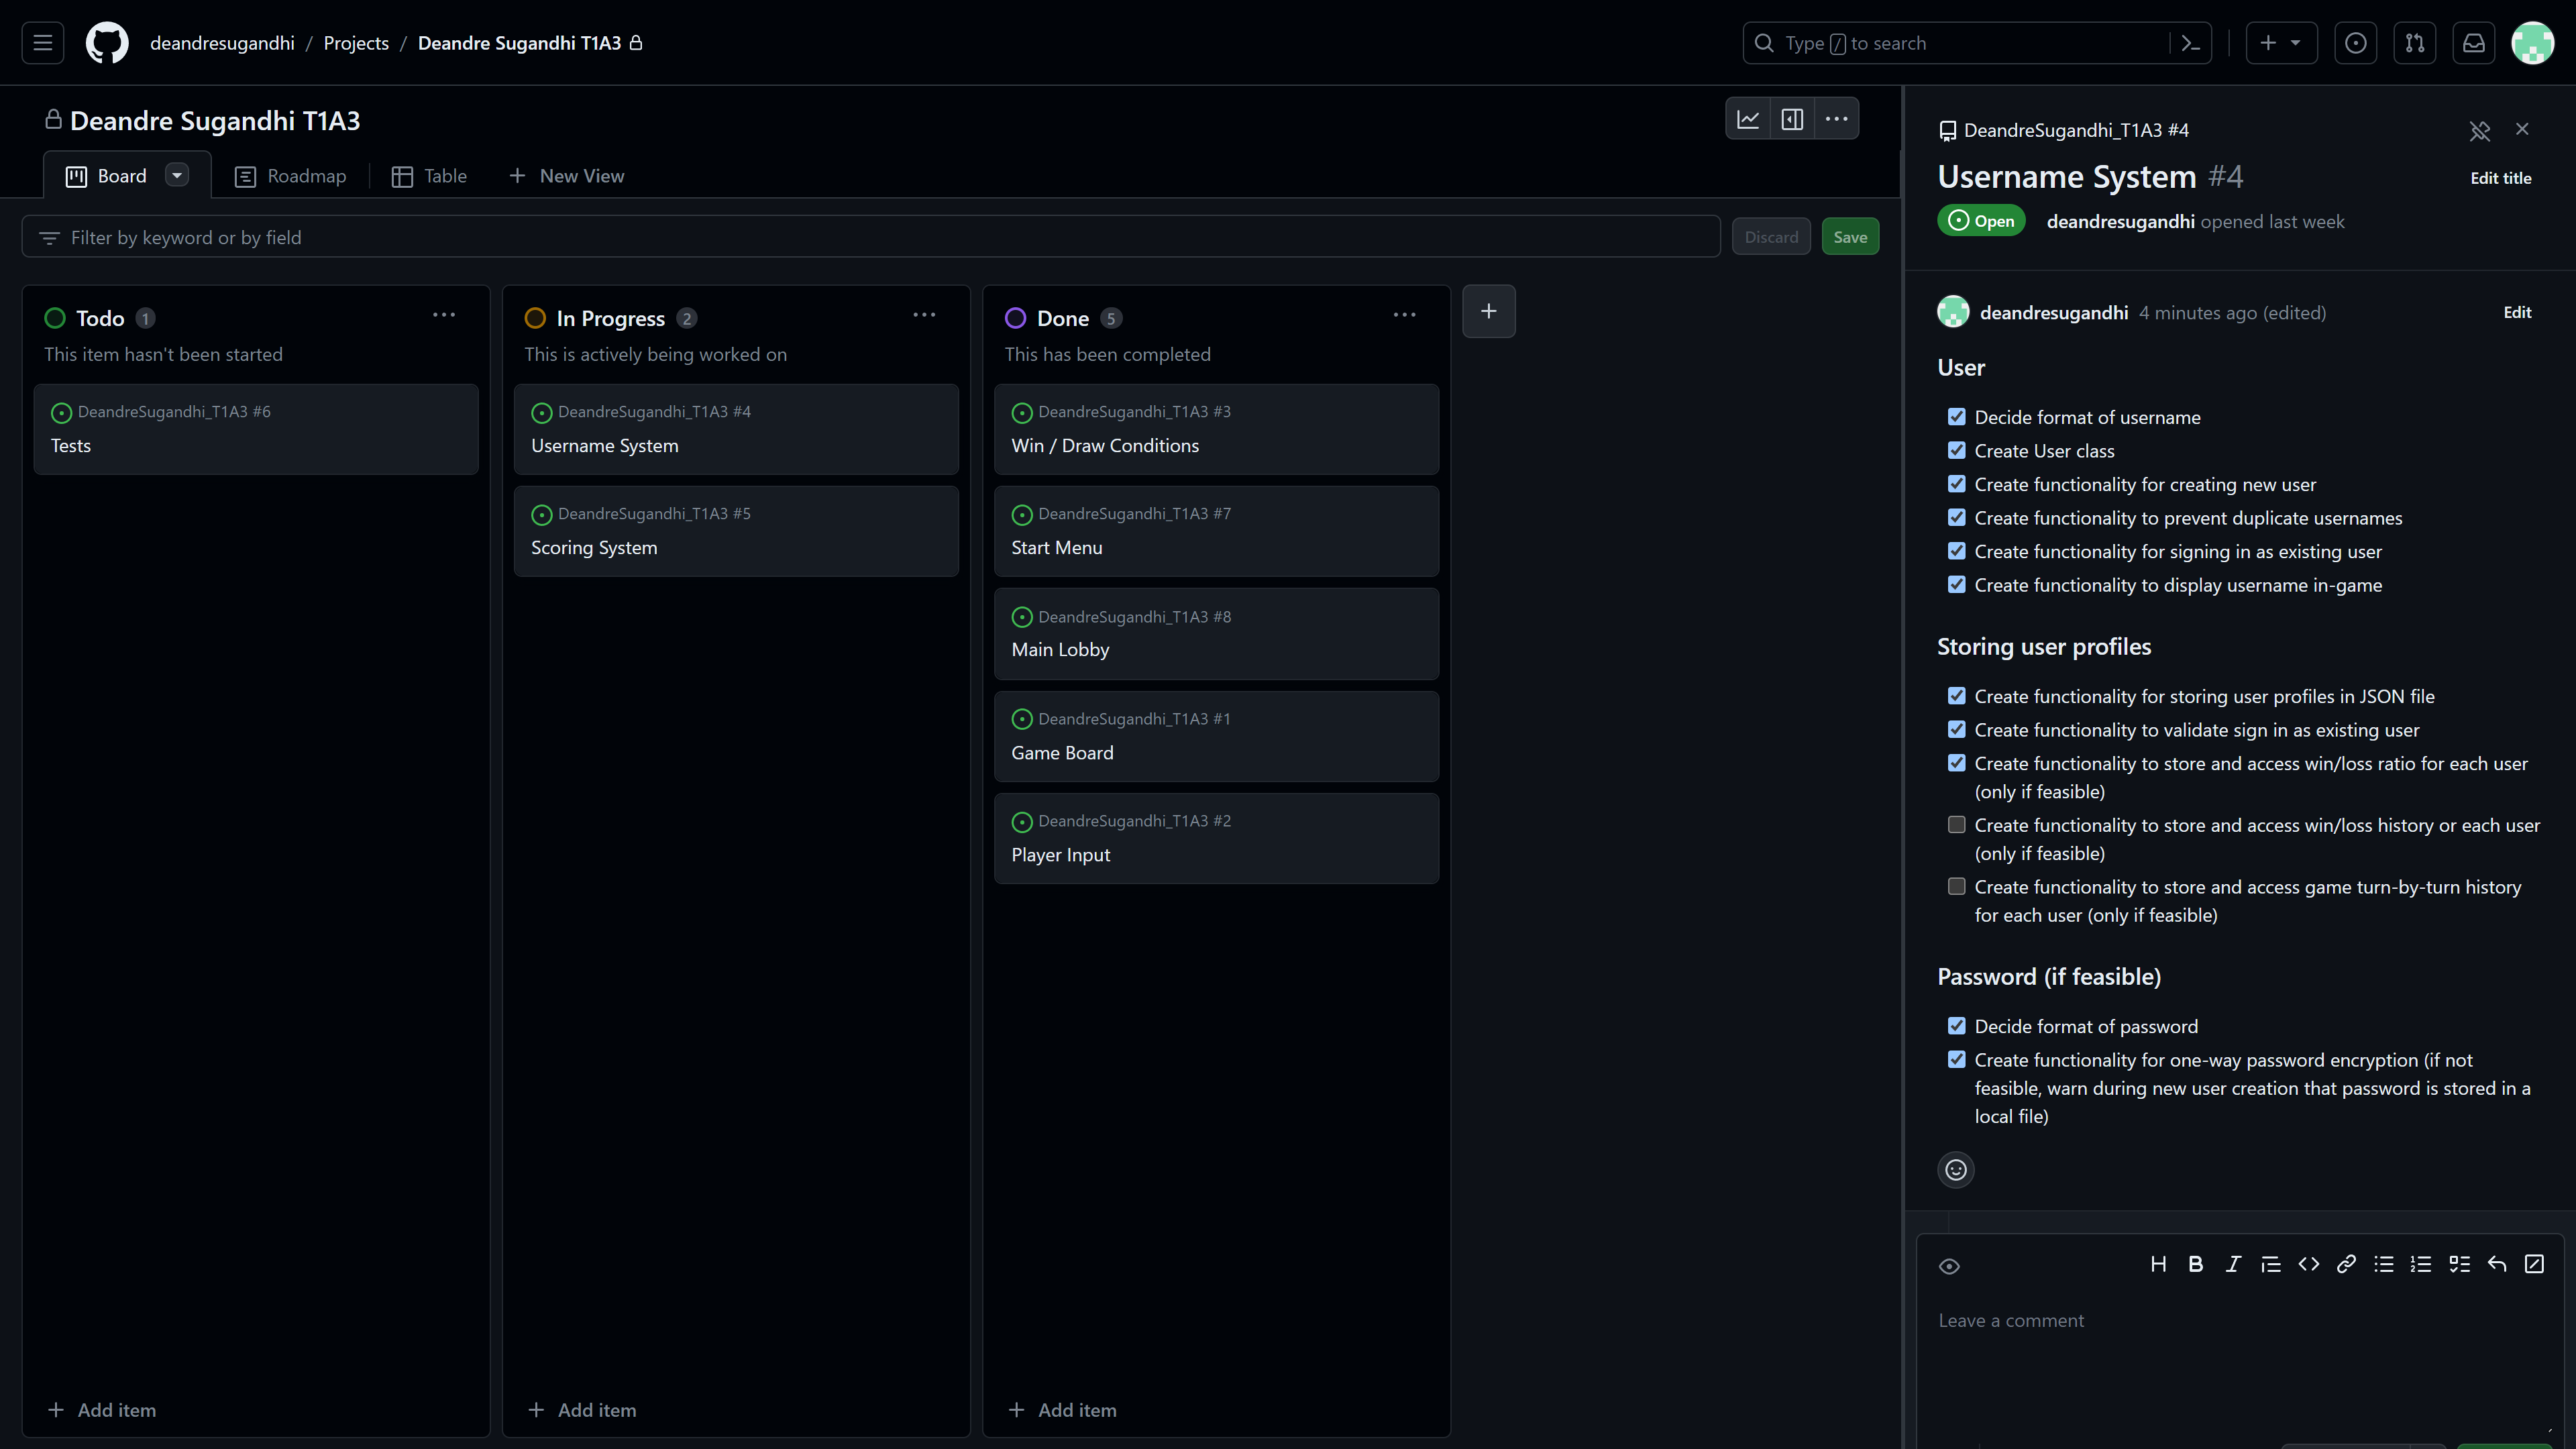 deandresugandhi / Projects / Deandre Sugandhi T1A3
Type / to search
Deandre Sugandhi T1A3
Board
Roadmap
Table
New View
Filter by keyword or by field
Discard
Save
Todo 1
This item hasn't been started
DeandreSugandhi_T1A3 #6
Tests
Add item
In Progress 2
This is actively being worked on
DeandreSugandhi_T1A3 #4
Username System
DeandreSugandhi_T1A3 #5
Scoring System
Add item
Done 5
This has been completed
DeandreSugandhi_T1A3 #3
Win / Draw Conditions
DeandreSugandhi_T1A3 #7
Start Menu
DeandreSugandhi_T1A3 #8
Main Lobby
DeandreSugandhi_T1A3 #1
Game Board
DeandreSugandhi_T1A3 #2
Player Input
Add item
DeandreSugandhi_T1A3 #4
Username System #4
Edit title
Open
deandresugandhi opened last week
deandresugandhi 4 minutes ago (edited)
Edit
User
Decide format of username
Create User class
Create functionality for creating new user
Create functionality to prevent duplicate usernames
Create functionality for signing in as existing user
Create functionality to display username in-game
Storing user profiles
Create functionality for storing user profiles in JSON file
Create functionality to validate sign in as existing user
Create functionality to store and access win/loss ratio for each user
(only if feasible)
Create functionality to store and access win/loss history or each user
(only if feasible)
Create functionality to store and access game turn-by-turn history
for each user (only if feasible)
Password (if feasible)
Decide format of password
Create functionality for one-way password encryption (if not
feasible, warn during new user creation that password is stored in a
local file)
Leave a comment